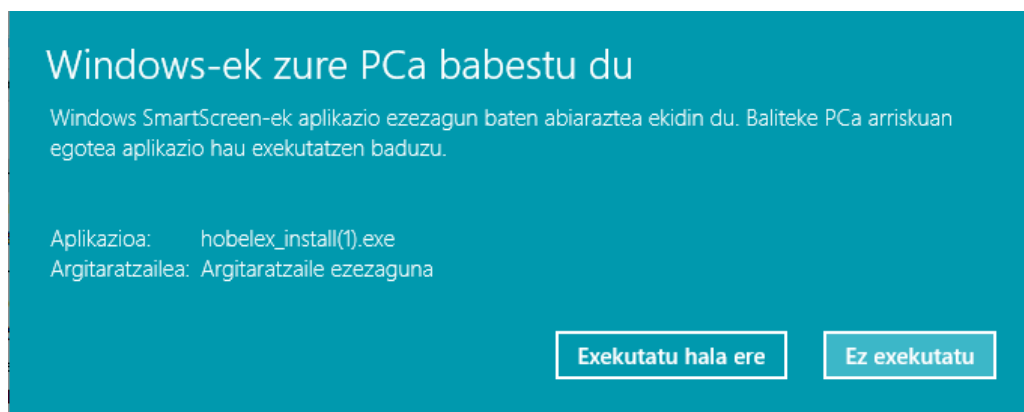 Windows-ek zure PCa babestu du
Windows SmartScreen-ek aplikazio ezezagun baten abiaraztea ekidin du. Baliteke PCa arriskuan
egotea aplikazio hau exekutatzen baduzu.
Aplikazioa: hobelex_install(1).exe
Argitaratzailea: Argitaratzaile ezezaguna
Exekutatu hala ere Ez exekutatu